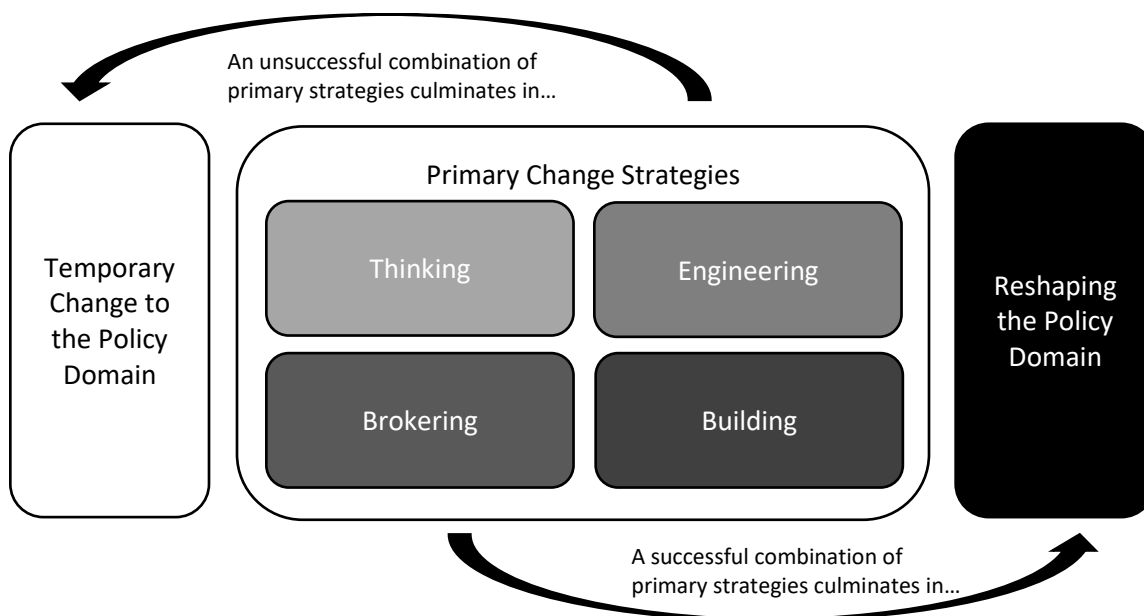 An unsuccessful combination of
primary strategies culminates in…
Temporary
Change to
the Policy
Domain
Primary Change Strategies
Thinking
Engineering
Brokering
Building
Reshaping
the Policy
Domain
A successful combination of
primary strategies culminates in…